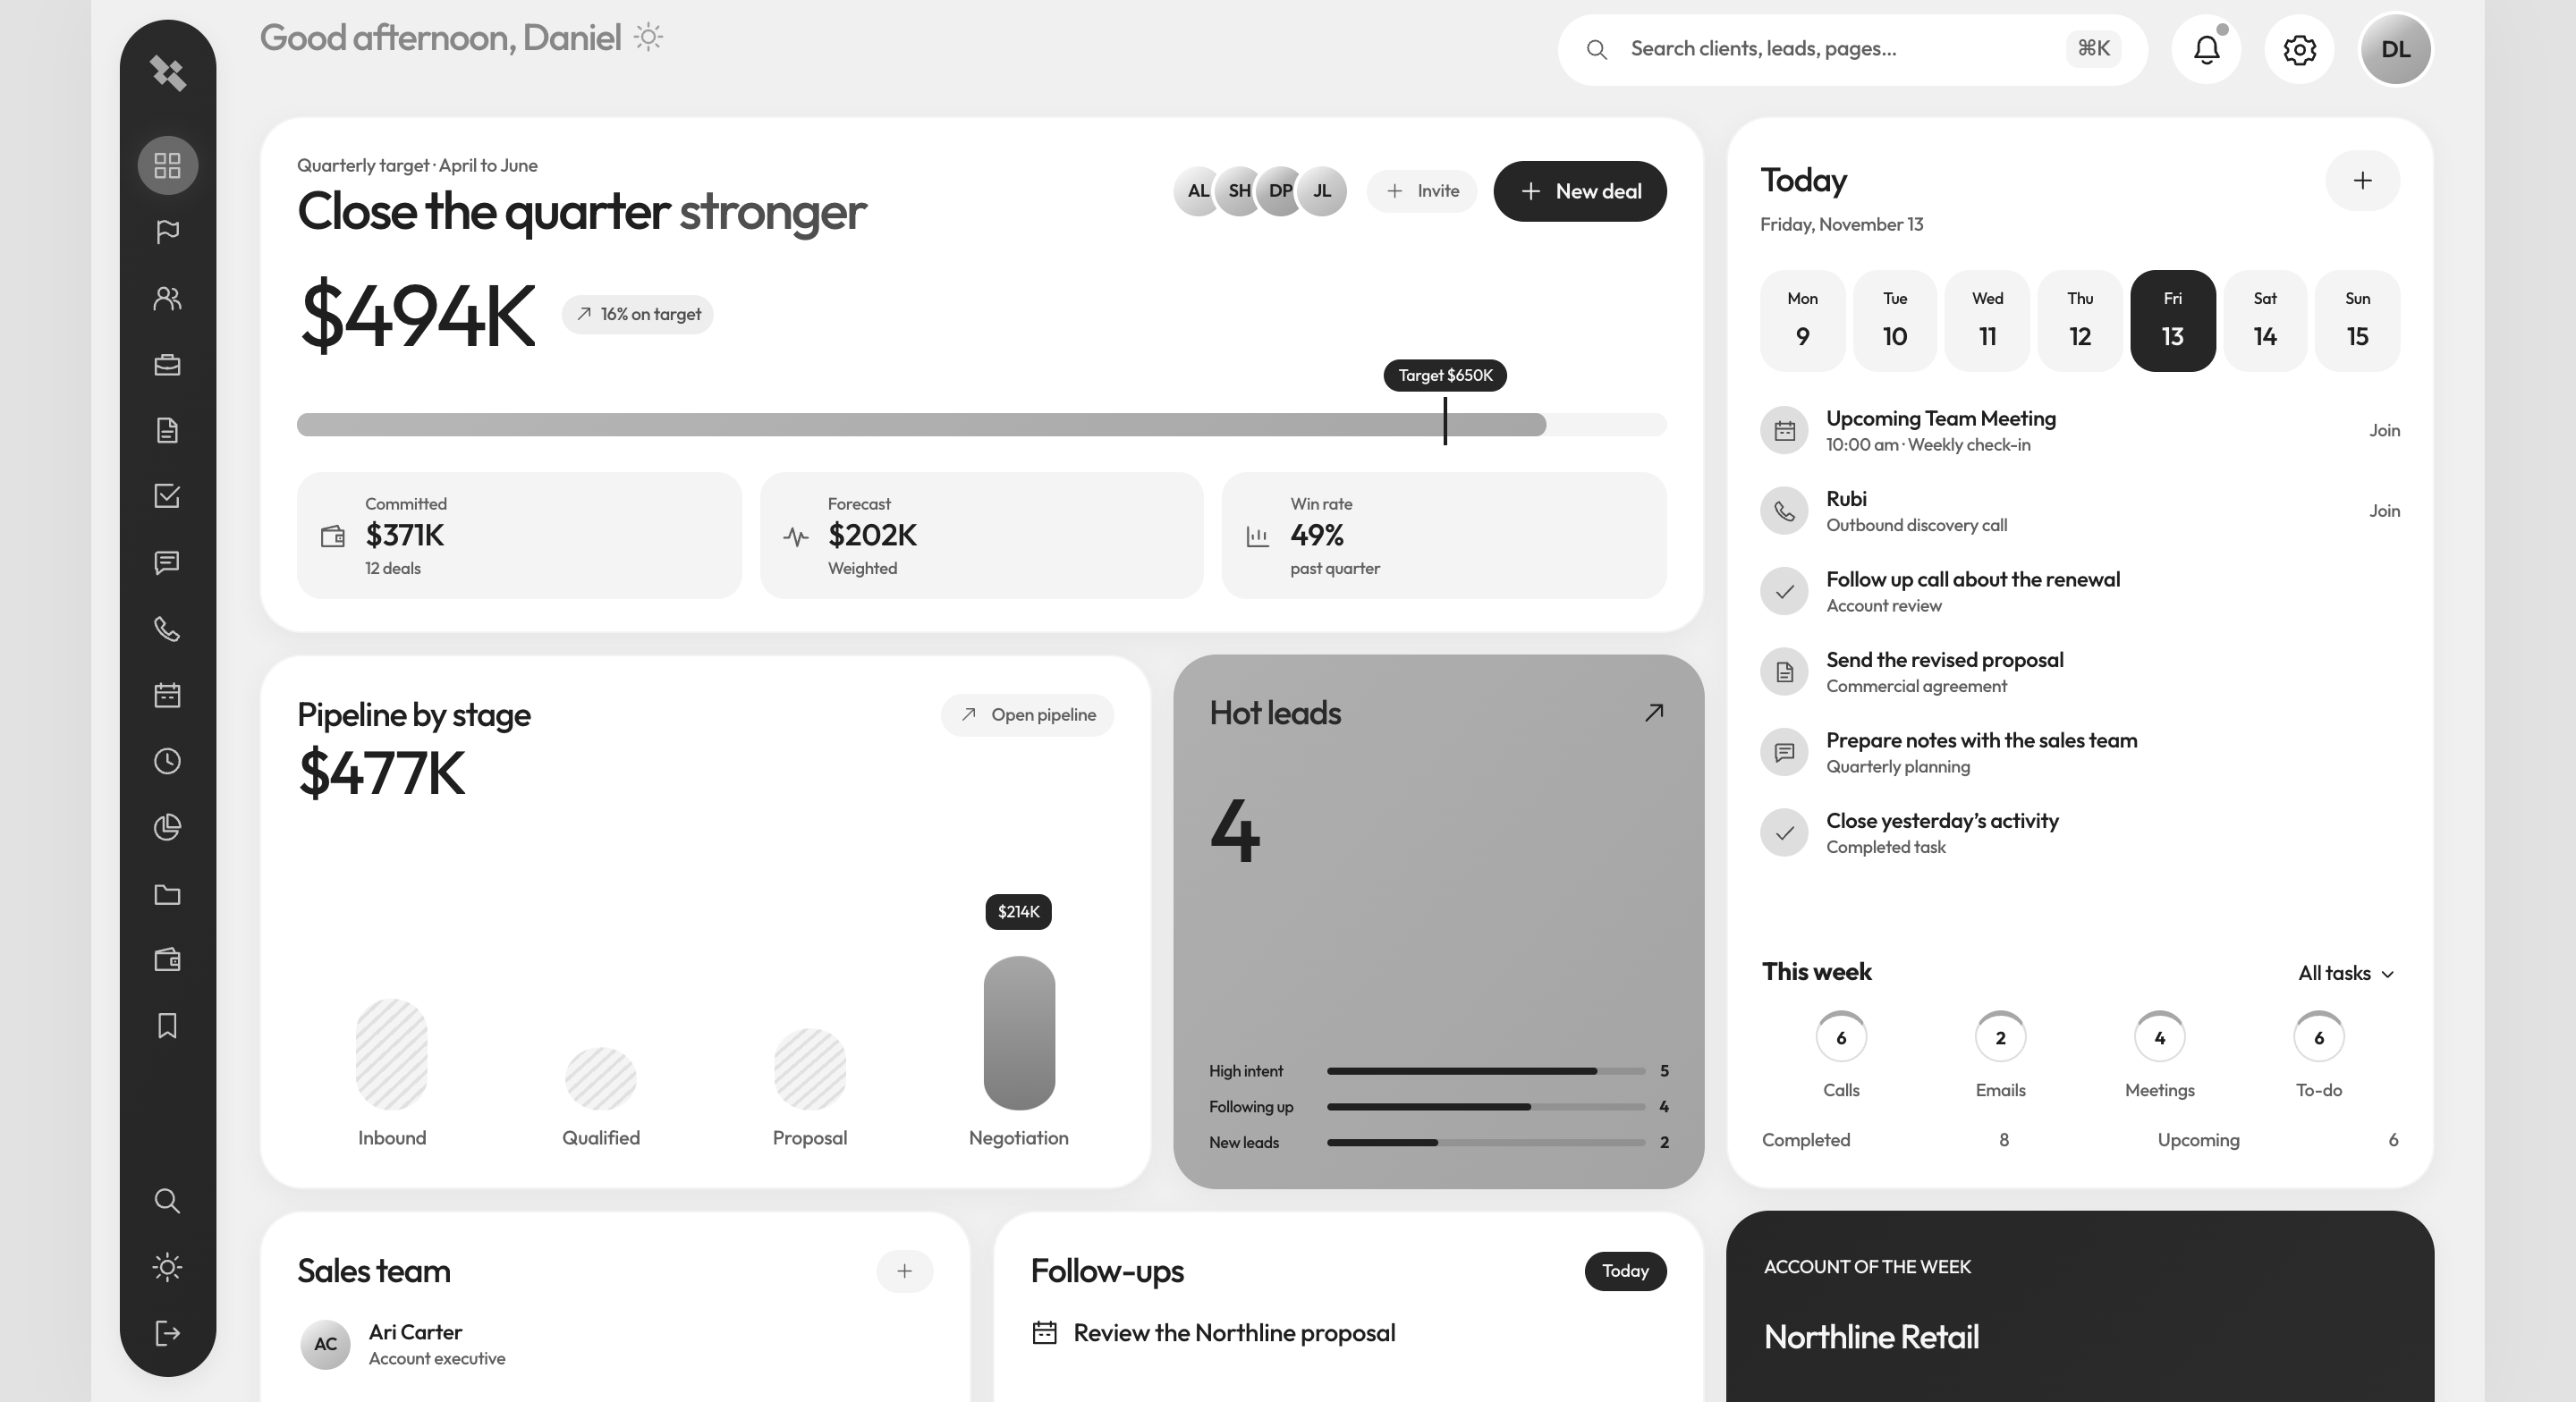 Good afternoon, Daniel
Search clients, leads, pages...
⌘K
DL
Quarterly target · April to June
Close the quarter stronger
AL
SH
DP
JL
Invite
New deal
$494K
16% on target
Target $650K
Committed
$371K
12 deals
Forecast
$202K
Weighted
Win rate
49%
past quarter
Today
Friday, November 13
Mon
9
Tue
10
Wed
11
Thu
12
Fri
13
Sat
14
Sun
15
Upcoming Team Meeting
10:00 am · Weekly check-in
Join
Rubi
Outbound discovery call
Join
Follow up call about the renewal
Account review
Send the revised proposal
Commercial agreement
Prepare notes with the sales team
Quarterly planning
Close yesterday’s activity
Completed task
This week
All tasks
6
Calls
2
Emails
4
Meetings
6
To-do
Completed 8
Upcoming 6
Pipeline by stage
$477K
Open pipeline
$214K
Inbound
Qualified
Proposal
Negotiation
Hot leads
4
High intent 5
Following up 4
New leads 2
Sales team
AC
Ari Carter
Account executive
Follow-ups
Today
Review the Northline proposal
ACCOUNT OF THE WEEK
Northline Retail